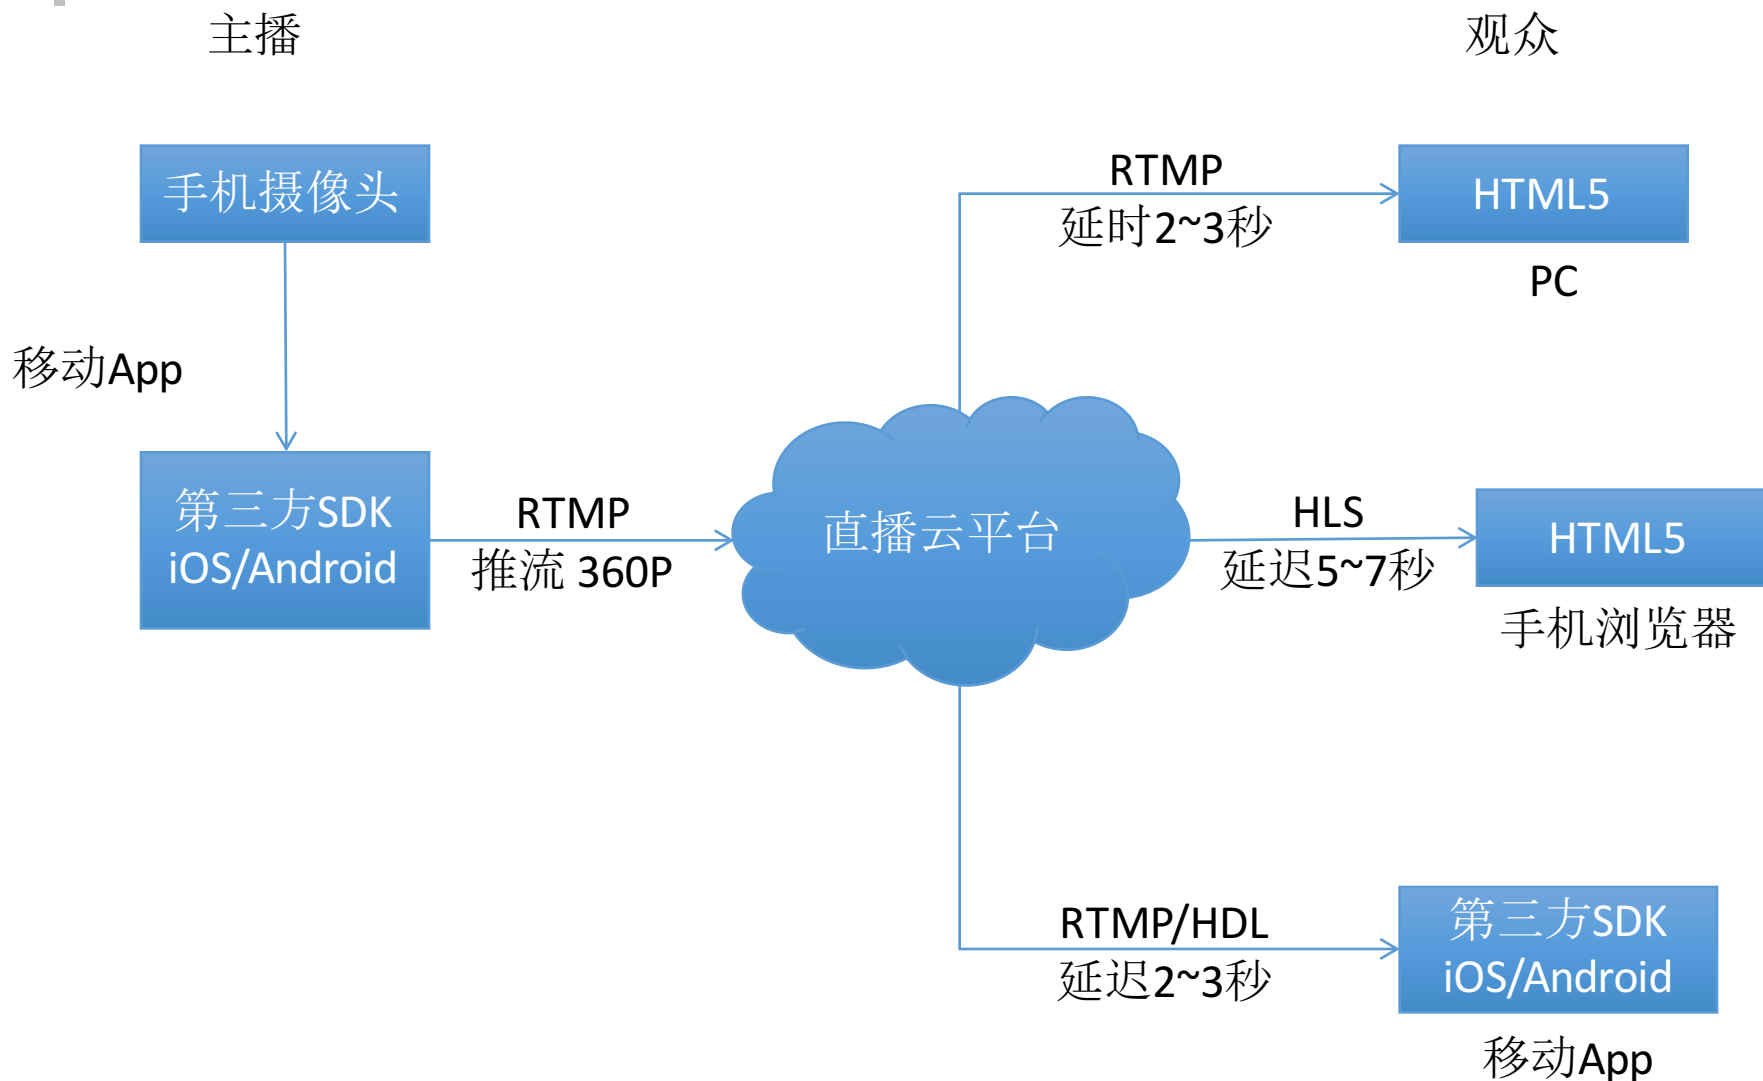 主播
观众
手机摄像头
RTMP
延时2~3秒
HTML5
PC
移动App
第三方SDK
iOS/Android
RTMP
推流 360P
直播云平台
HLS
延迟5~7秒
HTML5
手机浏览器
RTMP/HDL
延迟2~3秒
第三方SDK
iOS/Android
移动App